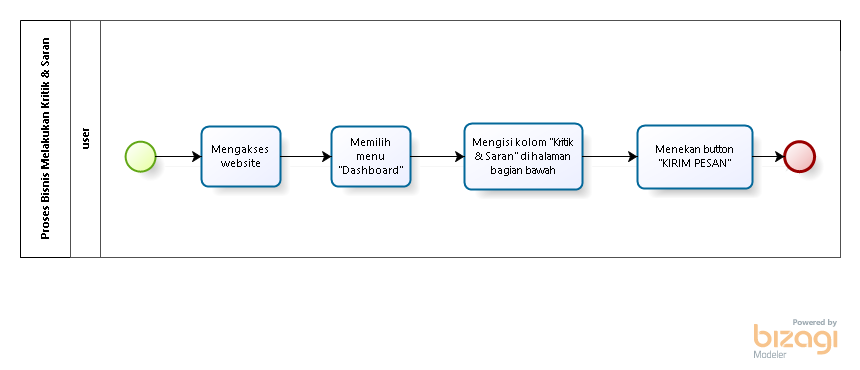 Proses Bisnis Melakukan Kritik & Saran
user
Mengakses
website
Memilih
menu
"Dashboard"
Mengisi kolom "Kritik
& Saran" di halaman
bagian bawah
Menekan button
"KIRIM PESAN"
Powered by
bizagi
Modeler